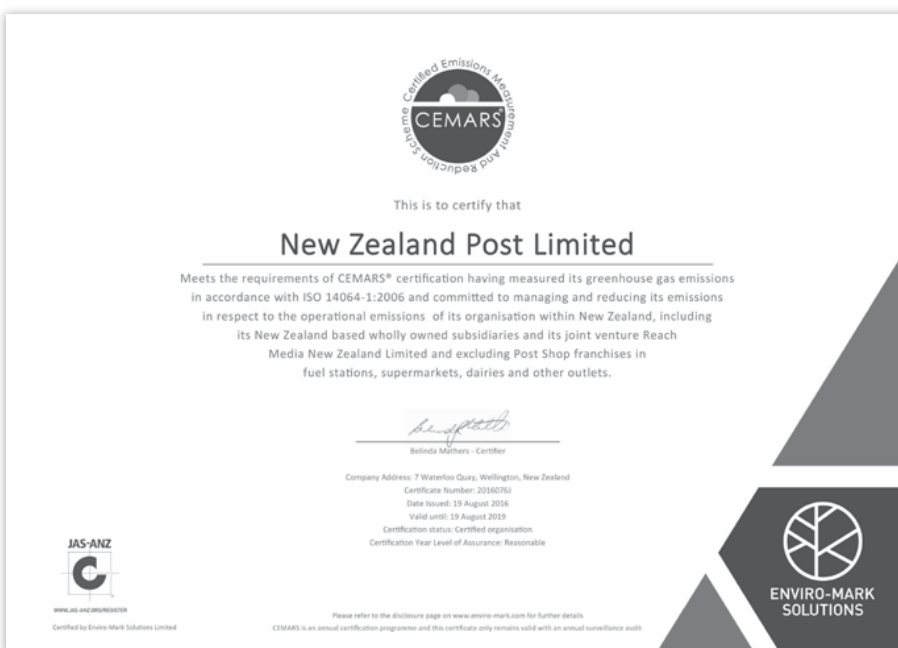 Certified Emissions Measurement And Reduction Scheme
CEMARS®
This is to certify that
New Zealand Post Limited
Meets the requirements of CEMARS® certification having measured its greenhouse gas emissions
in accordance with ISO 14064-1:2006 and committed to managing and reducing its emissions
in respect to the operational emissions of its organisation within New Zealand, including
its New Zealand based wholly owned subsidiaries and its joint venture Reach
Media New Zealand Limited and excluding Post Shop franchises in
fuel stations, supermarkets, dairies and other outlets.
Belinda Mathers - Certifier
Company Address: 7 Waterloo Quay, Wellington, New Zealand
Certificate Number: 2016076J
Date Issued: 19 August 2016
Valid until: 19 August 2019
Certification status: Certified organisation
Certification Year Level of Assurance: Reasonable
JAS-ANZ
WWW.JAS-ANZ.ORG/REGISTER
Certified by Enviro-Mark Solutions Limited
Please refer to the disclosure page on www.enviro-mark.com for further details
CEMARS is an annual certification programme and this certificate only remains valid with an annual surveillance audit
ENVIRO-MARK
SOLUTIONS